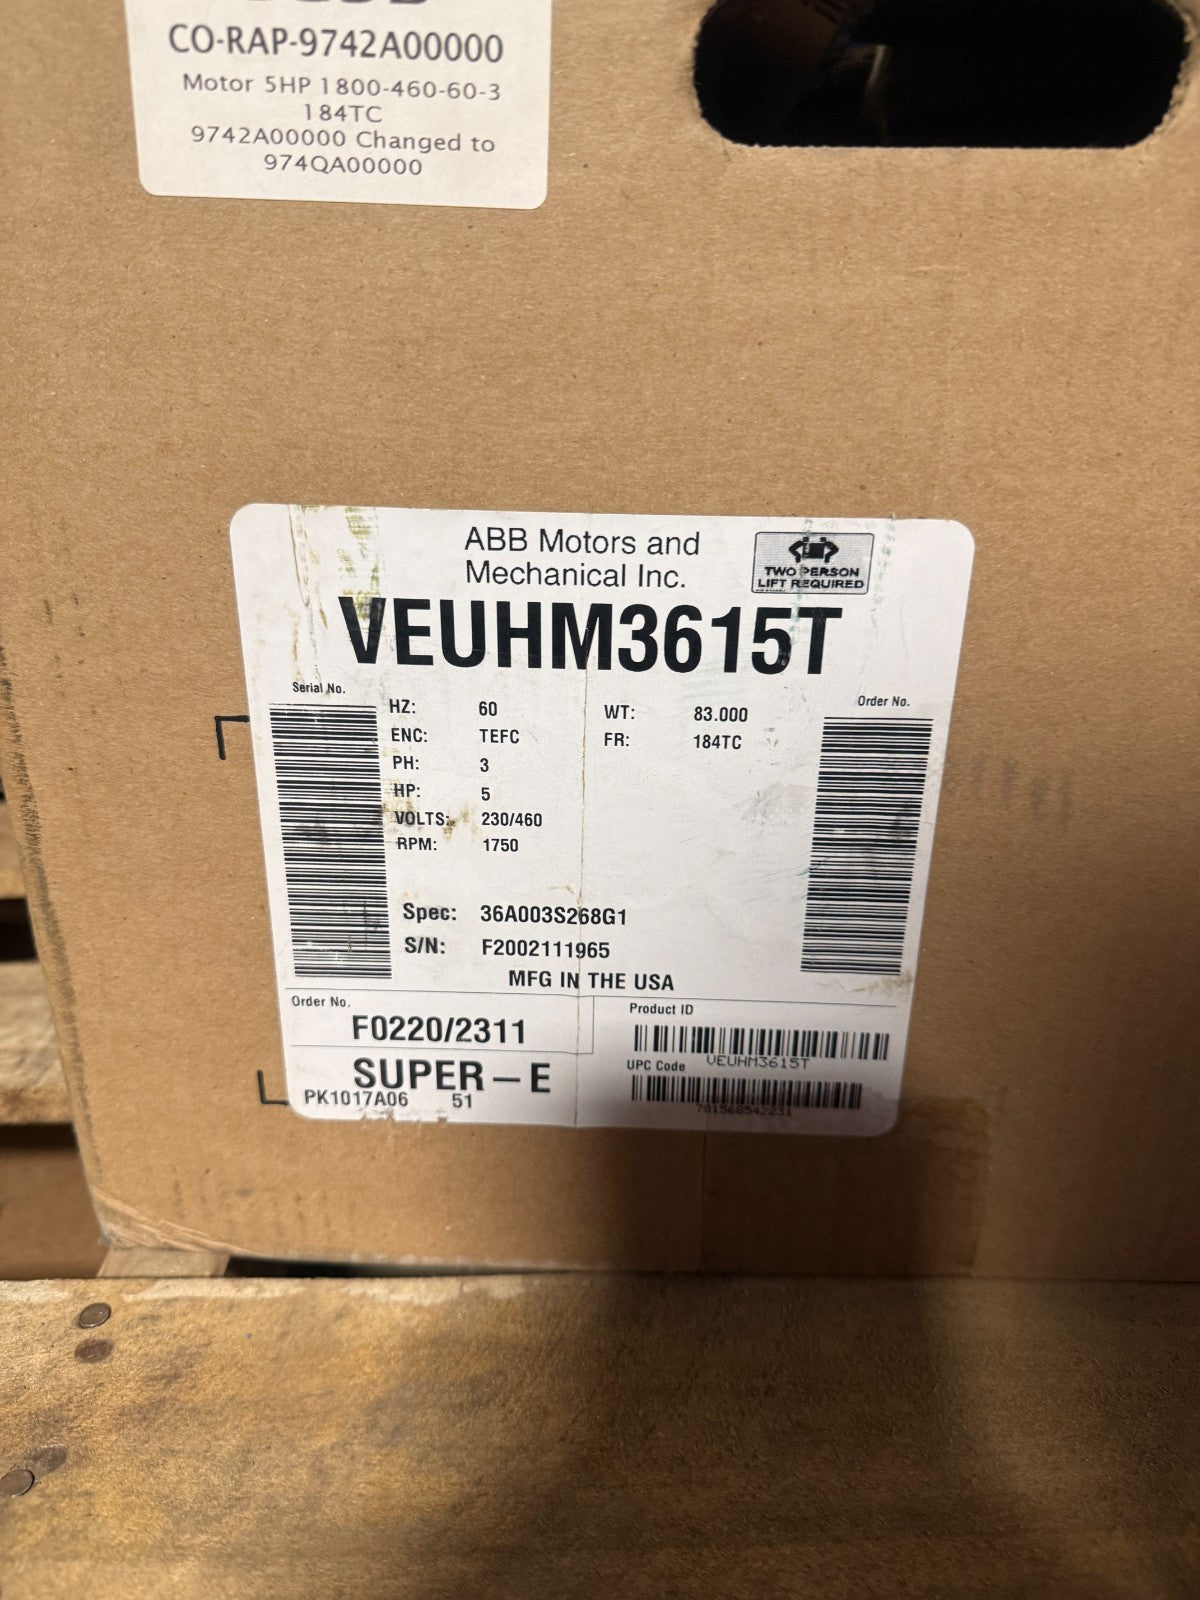 CO-RAP-9742A00000
Motor 5HP 1800-460-60-3
184TC
9742A00000 Changed to
974QA00000
ABB Motors and
Mechanical Inc.
TWO PERSON
LIFT REQUIRED
VEUHM3615T
Serial No.
Order No.
HZ: 60 WT: 83.000
ENC: TEFC FR: 184TC
PH: 3
HP: 5
VOLTS: 230/460
RPM: 1750
Spec: 36A003S268G1
S/N: F2002111965
MFG IN THE USA
Order No.
F0220/2311
SUPER-E
PK1017A06 51
Product ID
VEUHM3615T
UPC Code
781568542231